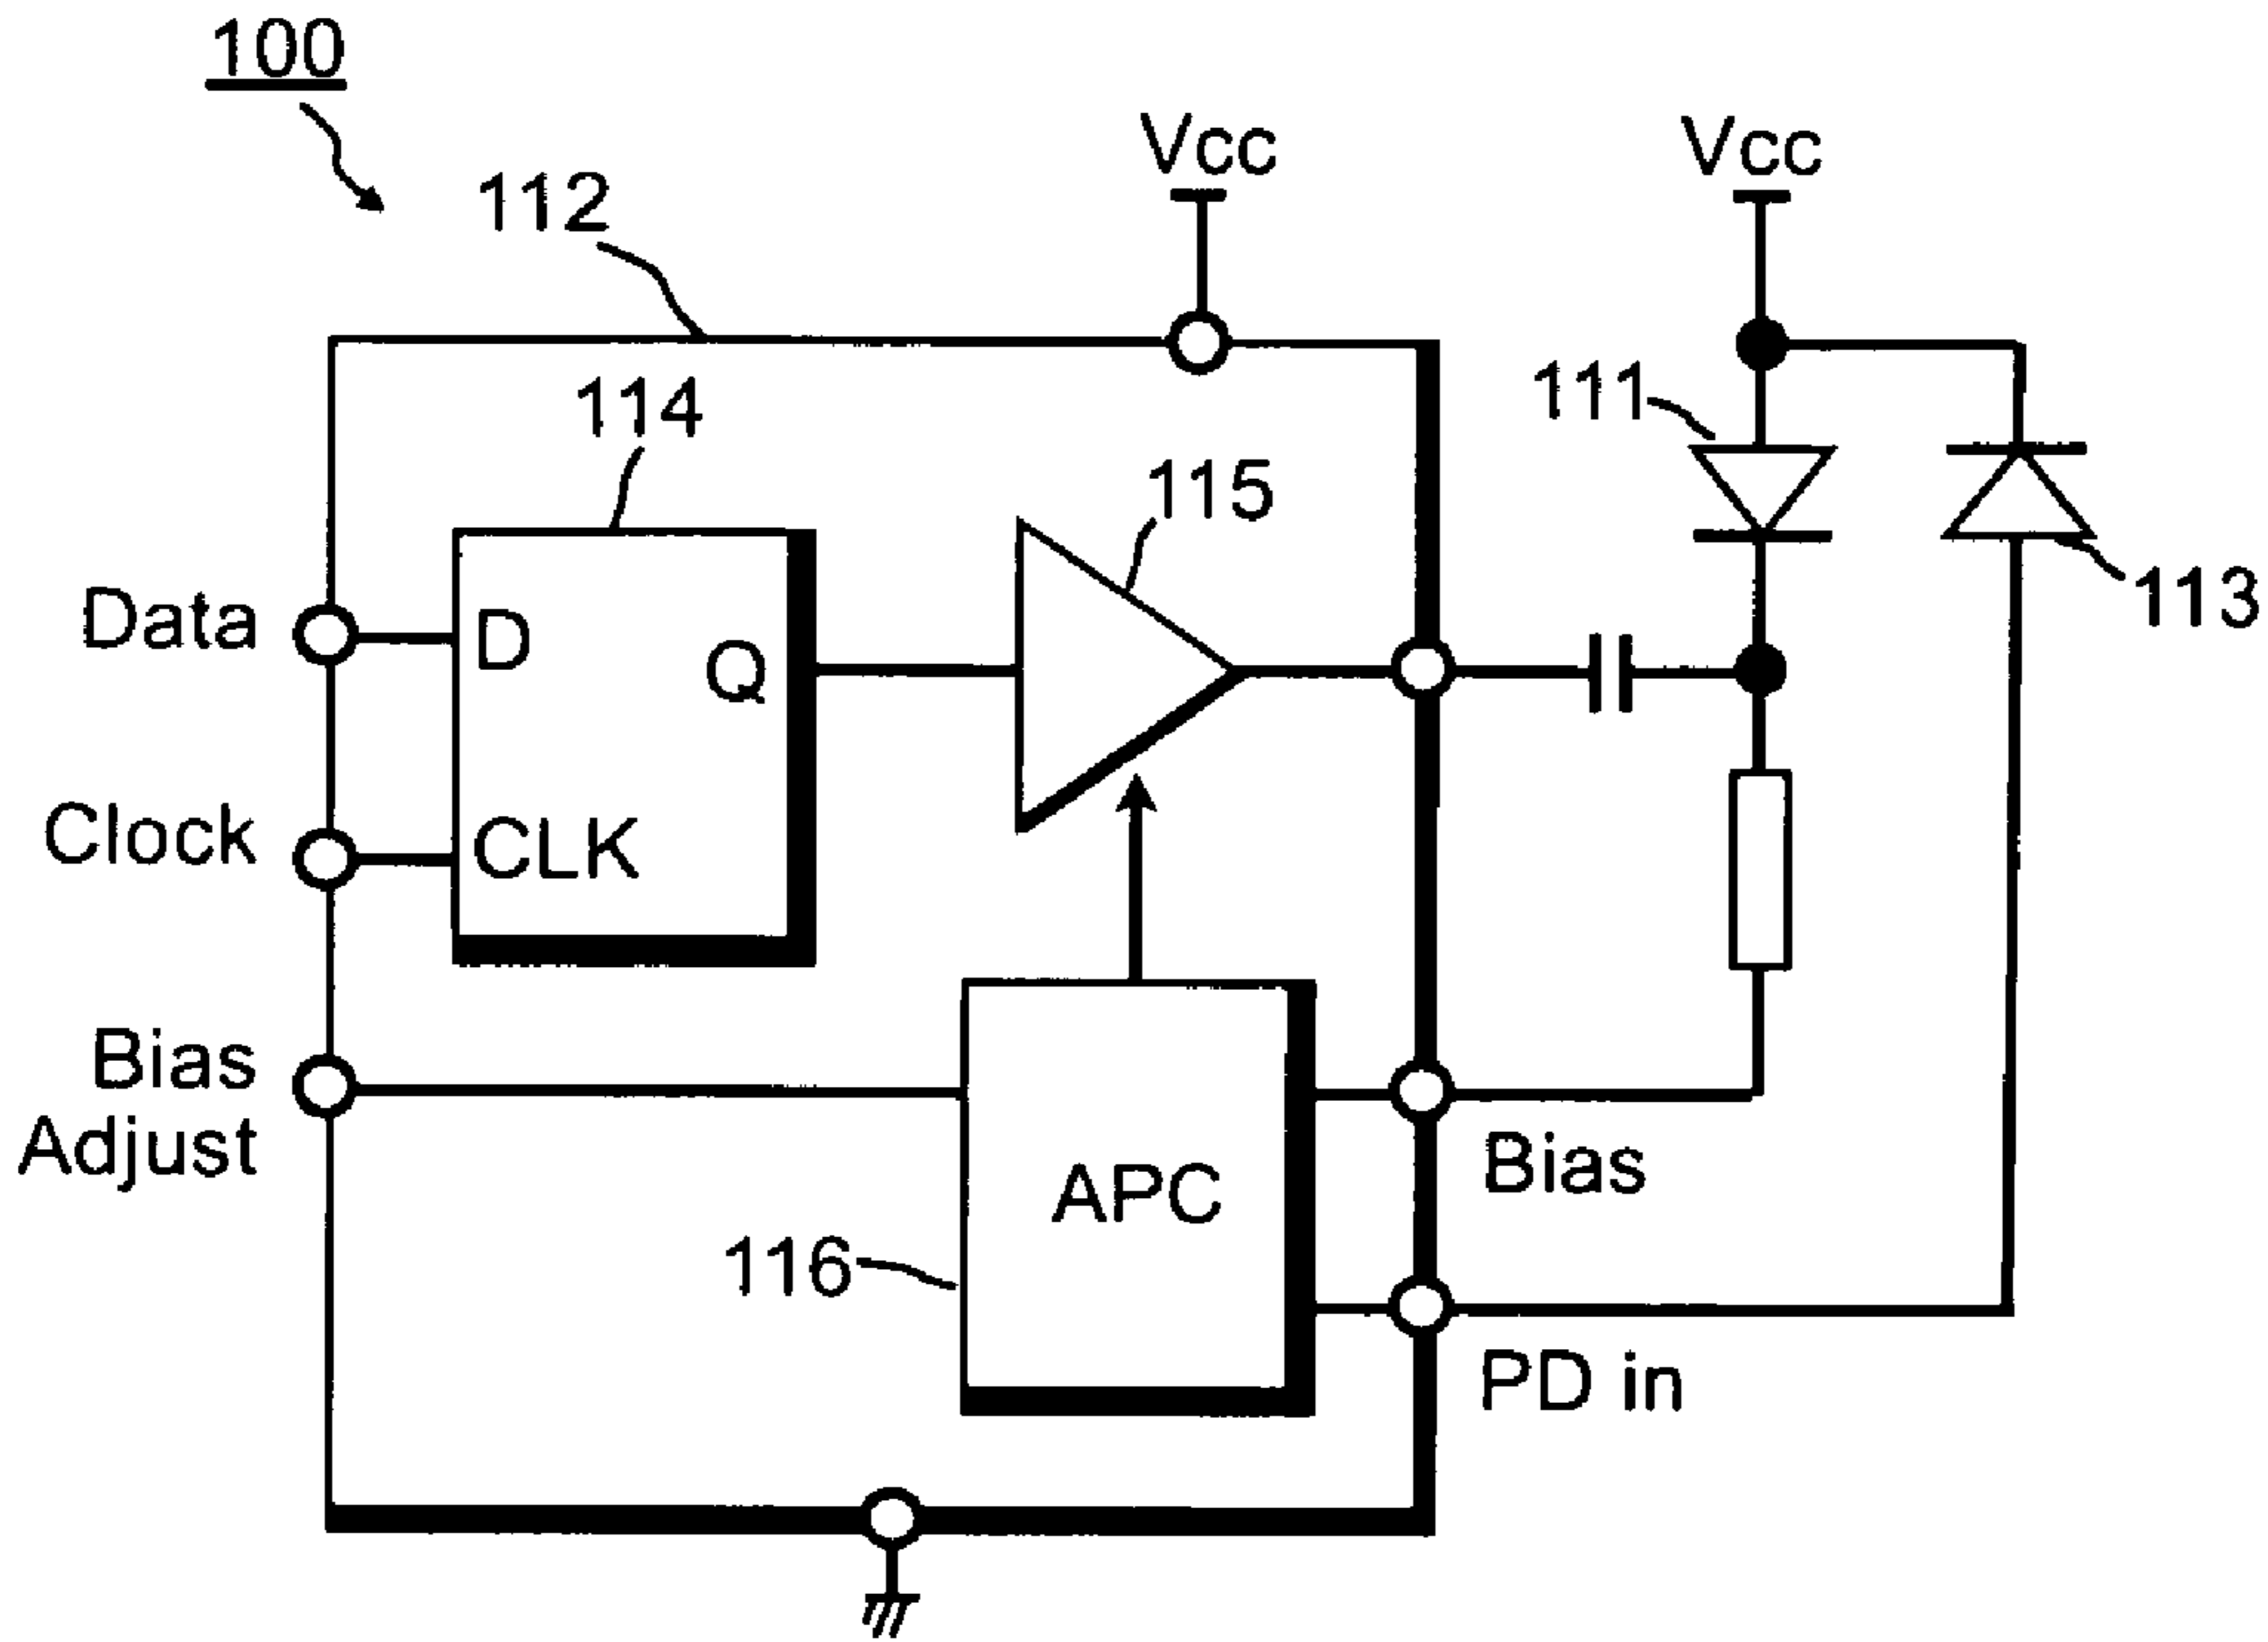 100
Vcc
Vcc
112
111
114
115
113
Data
D
Q
Clock
CLK
Bias
Adjust
Bias
APC
116
PD in